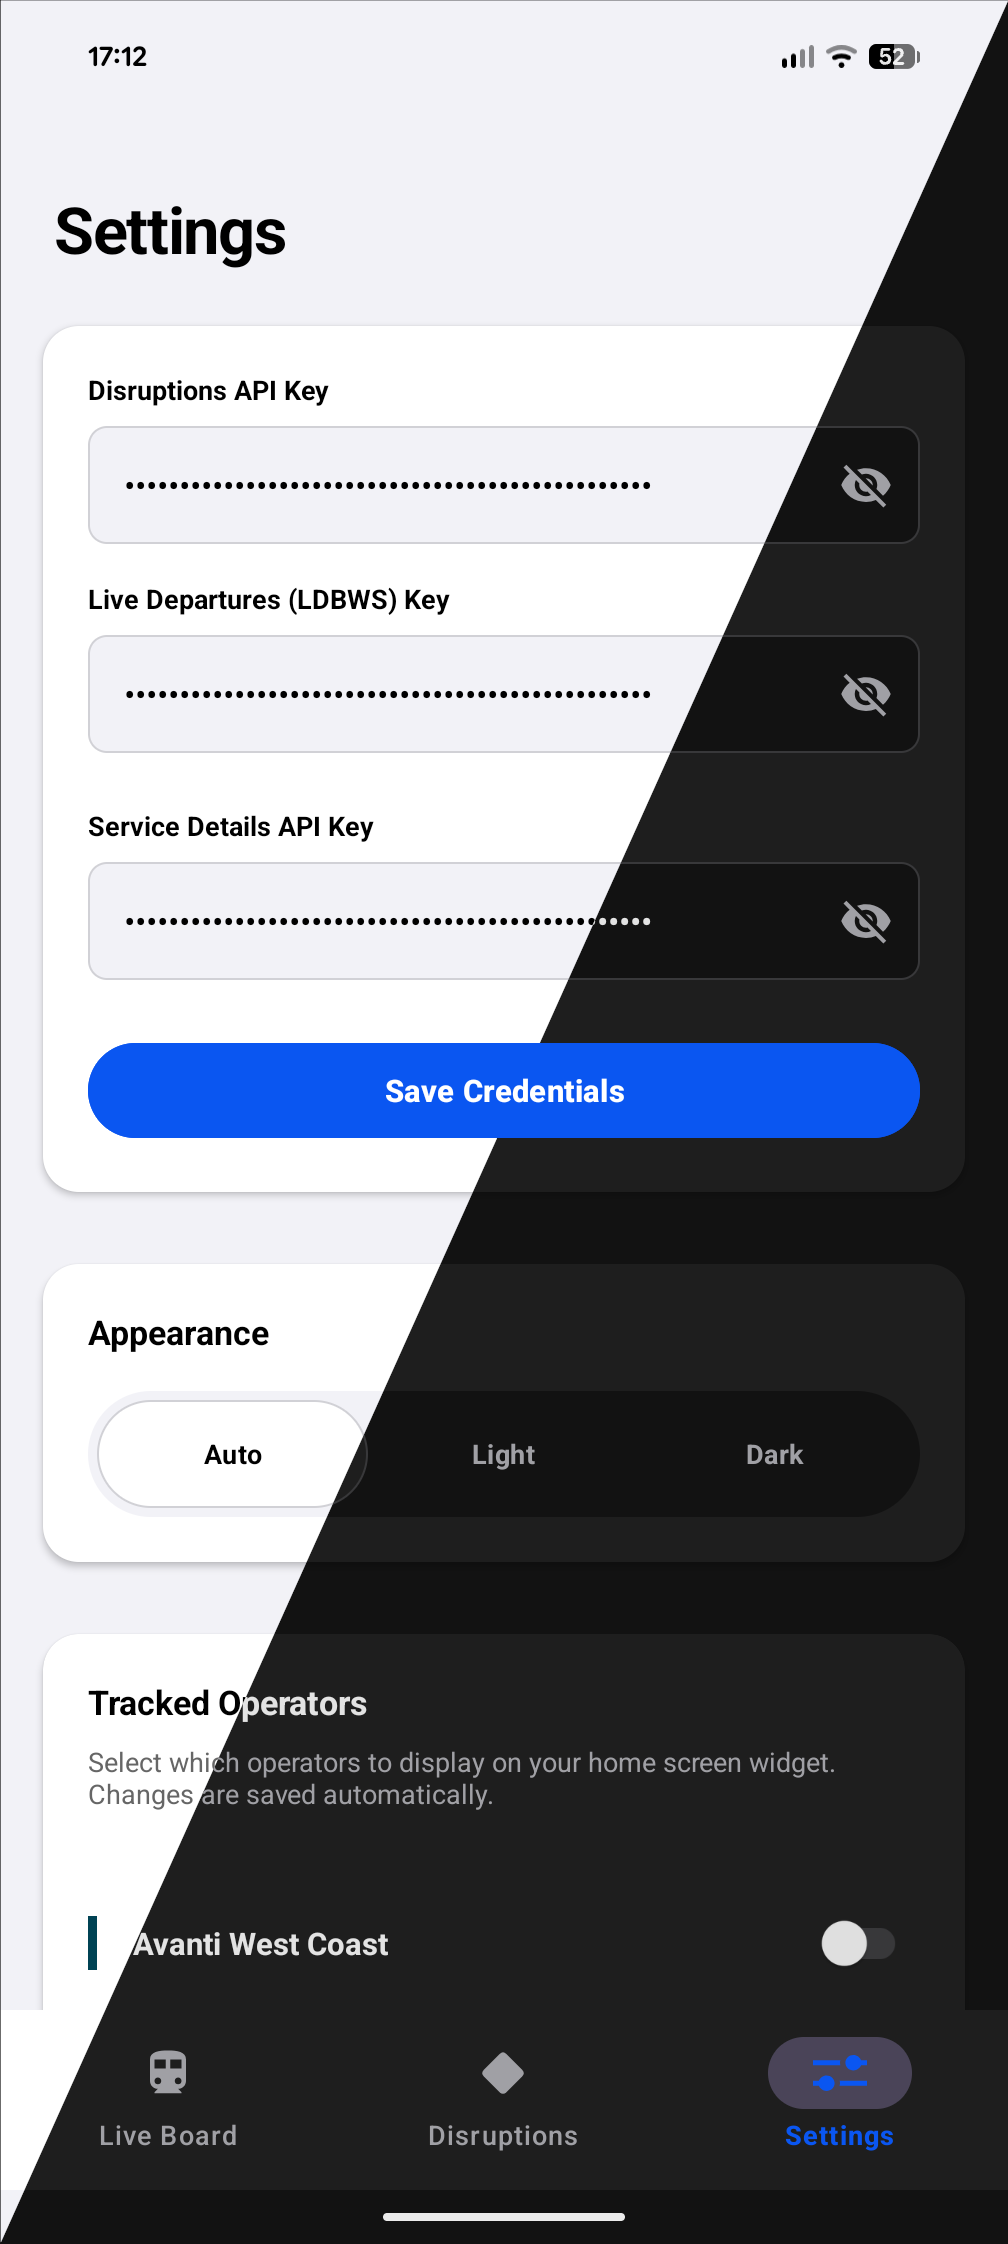 17:12
52
Settings
Disruptions API Key
••••••••••••••••••••••••••••••••••••••••••••••••
Live Departures (LDBWS) Key
••••••••••••••••••••••••••••••••••••••••••••••••
Service Details API Key
••••••••••••••••••••••••••••••••••••••••••••••••
Save Credentials
Appearance
Auto
Light
Dark
Tracked Operators
Select which operators to display on your home screen widget.
Changes are saved automatically.
Avanti West Coast
Live Board
Disruptions
Settings